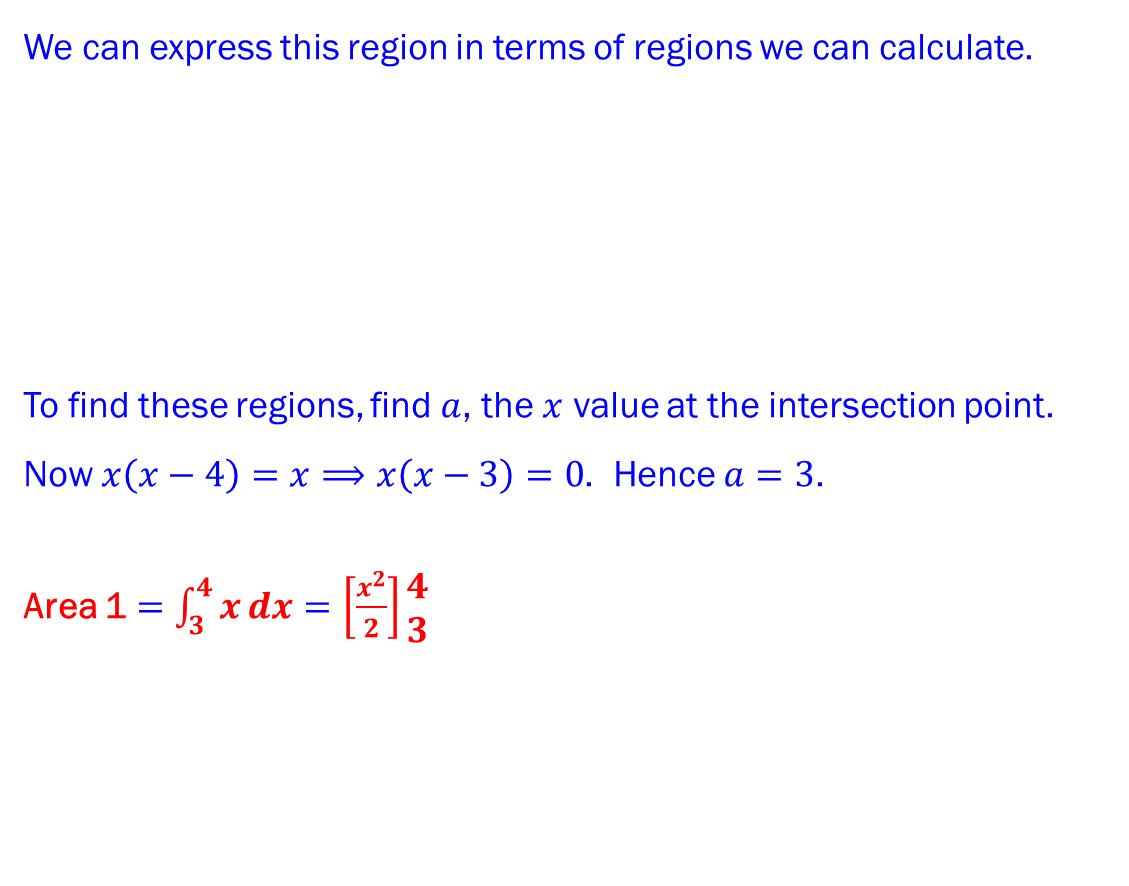 We can express this region in terms of regions we can calculate.
To find these regions, find a, the x value at the intersection point.
Now x(x − 4) = x ⟹ x(x − 3) = 0. Hence a = 3.
Area 1 = ∫₃⁴ x dx = [x²/2]₃⁴